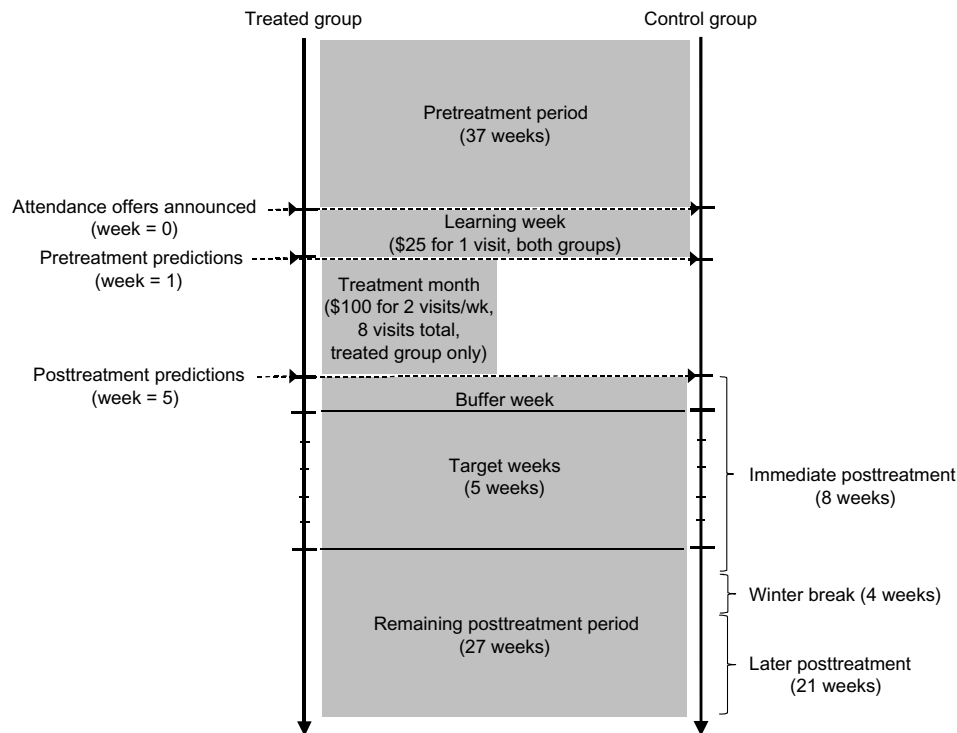 Treated group
Control group
Pretreatment period
(37 weeks)
Attendance offers announced
(week = 0)
Learning week
($25 for 1 visit, both groups)
Pretreatment predictions
(week = 1)
Treatment month
($100 for 2 visits/wk,
8 visits total,
treated group only)
Posttreatment predictions
(week = 5)
Buffer week
Target weeks
(5 weeks)
Immediate posttreatment
(8 weeks)
Winter break (4 weeks)
Remaining posttreatment period
(27 weeks)
Later posttreatment
(21 weeks)